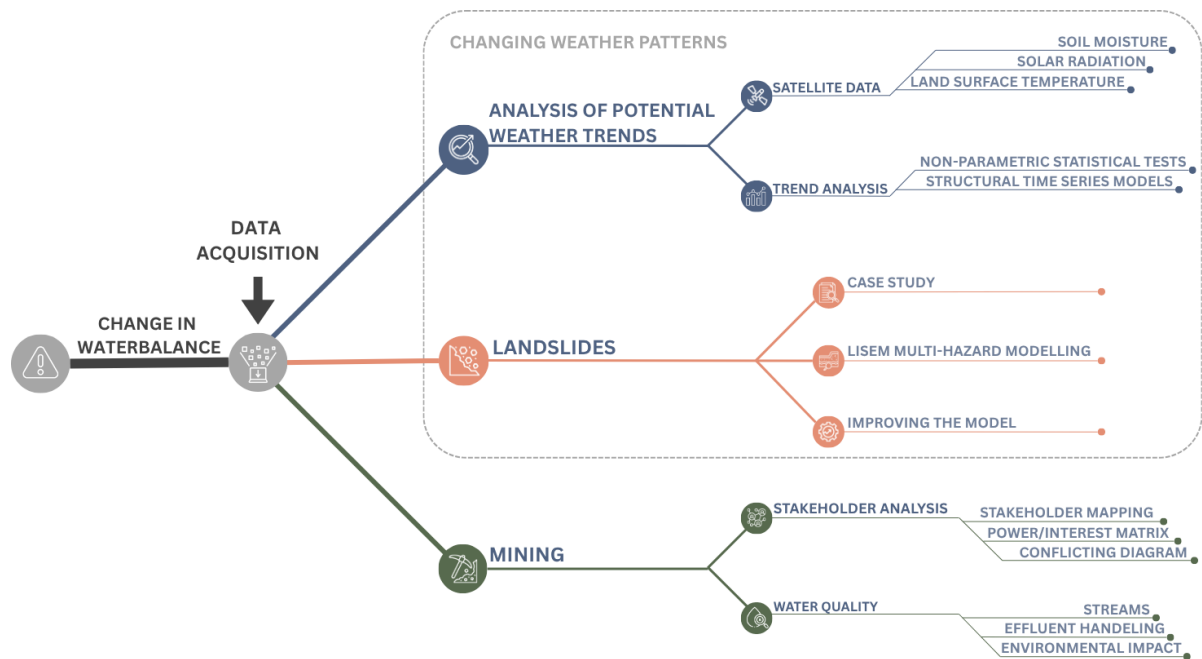 CHANGING WEATHER PATTERNS
SOIL MOISTURE
SOLAR RADIATION
LAND SURFACE TEMPERATURE
SATELLITE DATA
ANALYSIS OF POTENTIAL
WEATHER TRENDS
NON-PARAMETRIC STATISTICAL TESTS
STRUCTURAL TIME SERIES MODELS
TREND ANALYSIS
DATA
ACQUISITION
CHANGE IN
WATERBALANCE
LANDSLIDES
CASE STUDY
LISEM MULTI-HAZARD MODELLING
IMPROVING THE MODEL
MINING
STAKEHOLDER ANALYSIS
STAKEHOLDER MAPPING
POWER/INTEREST MATRIX
CONFLICTING DIAGRAM
WATER QUALITY
STREAMS
EFFLUENT HANDELING
ENVIRONMENTAL IMPACT